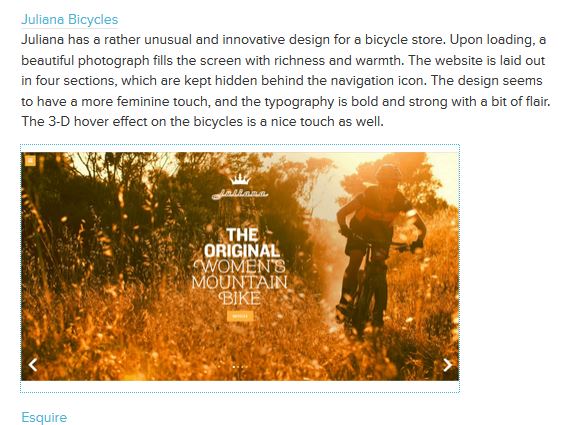 Juliana Bicycles
Juliana has a rather unusual and innovative design for a bicycle store. Upon loading, a
beautiful photograph fills the screen with richness and warmth. The website is laid out
in four sections, which are kept hidden behind the navigation icon. The design seems
to have a more feminine touch, and the typography is bold and strong with a bit of flair.
The 3-D hover effect on the bicycles is a nice touch as well.
Juliana
THE
ORIGINAL
WOMEN'S
MOUNTAIN
BIKE
Esquire